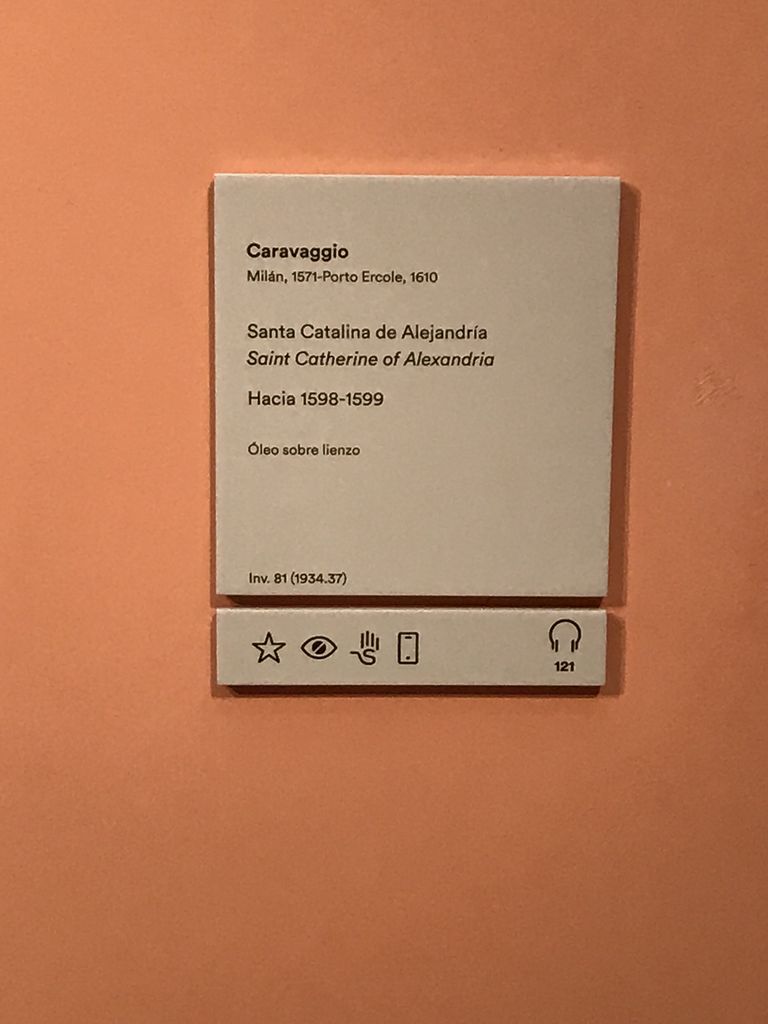 Caravaggio
Milán, 1571-Porto Ercole, 1610
Santa Catalina de Alejandría
Saint Catherine of Alexandria
Hacia 1598-1599
Óleo sobre lienzo
Inv. 81 (1934.37)
121